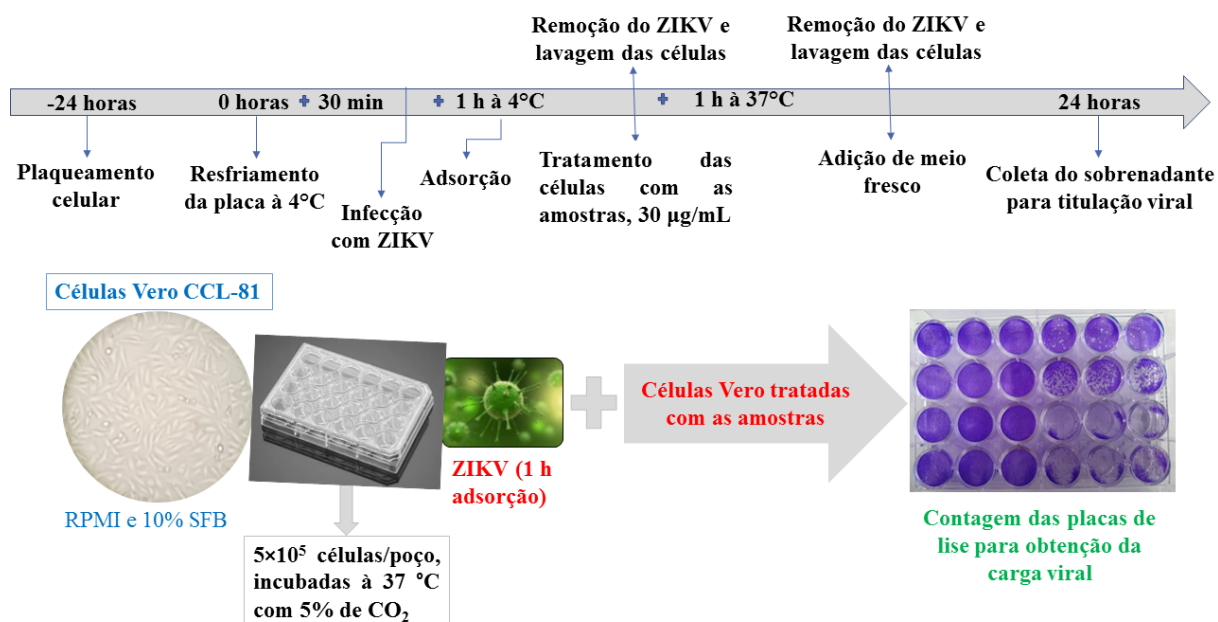 Remoção do ZIKV e
lavagem das células
Remoção do ZIKV e
lavagem das células
-24 horas
0 horas + 30 min
+ 1 h à 4°C
+ 1 h à 37°C
24 horas
Plaqueamento
celular
Resfriamento
da placa à 4°C
Infecção
com ZIKV
Adsorção
Tratamento das
células com as
amostras, 30 µg/mL
Adição de meio
fresco
Coleta do sobrenadante
para titulação viral
Células Vero CCL-81
RPMI e 10% SFB
5×10⁵ células/poço,
incubadas à 37 °C
com 5% de CO₂
ZIKV (1 h
adsorção)
Células Vero tratadas
com as amostras
Contagem das placas de
lise para obtenção da
carga viral